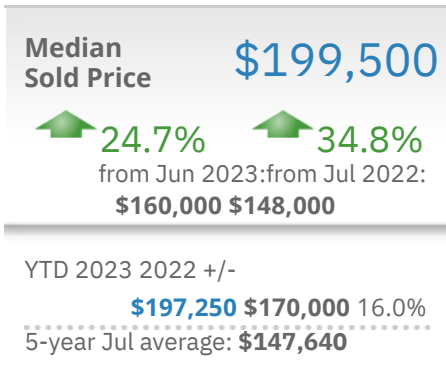 Median
Sold Price
$199,500
24.7% 34.8%
from Jun 2023:from Jul 2022:
$160,000 $148,000
YTD 2023 2022 +/-
$197,250 $170,000 16.0%
5-year Jul average: $147,640